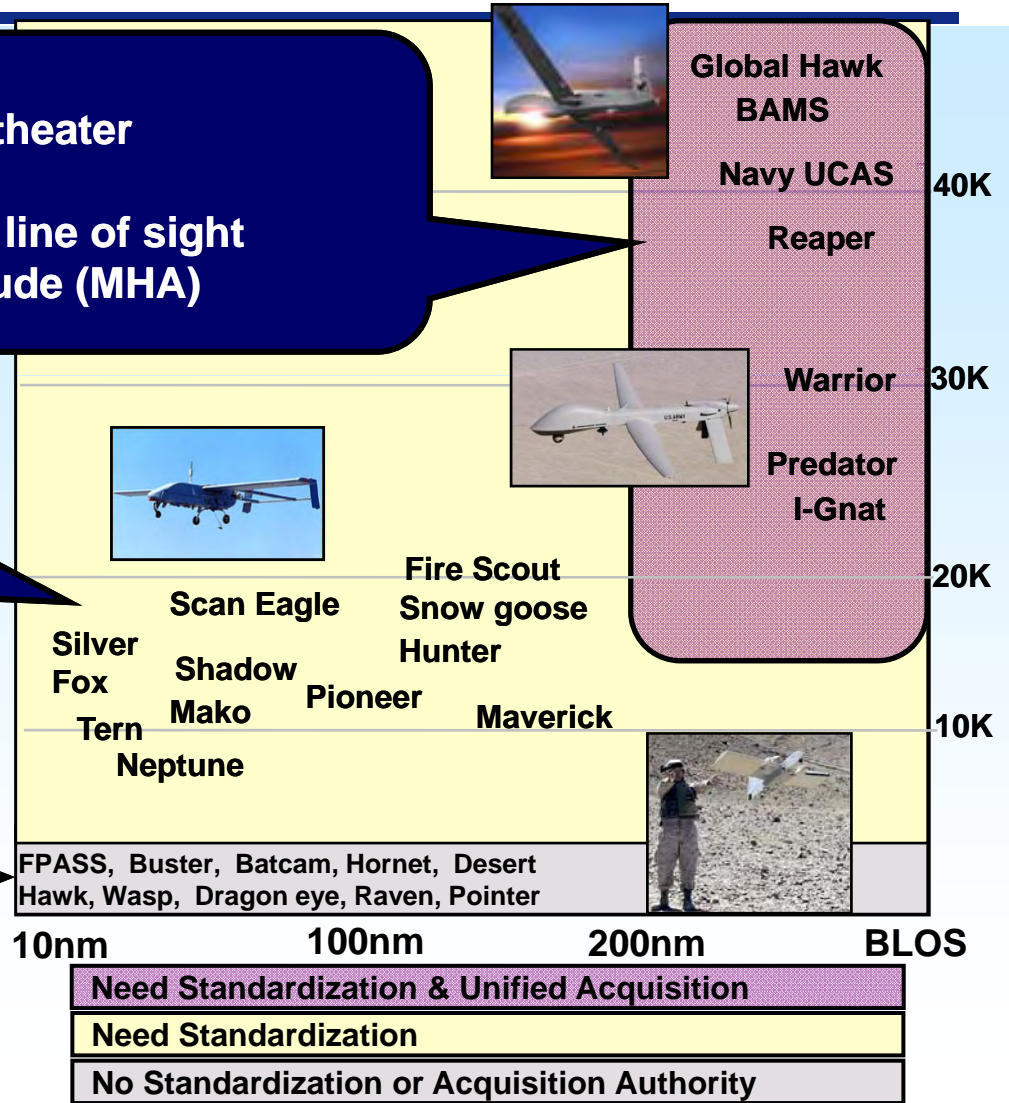 theater
line of sight
ude (MHA)
Global Hawk
BAMS
Navy UCAS
40K
Reaper
Warrior
30K
Predator
I-Gnat
Fire Scout
20K
Scan Eagle
Snow goose
Silver
Fox
Hunter
Shadow
Pioneer
Mako
Maverick
Tern
10K
Neptune
FPASS, Buster, Batcam, Hornet, Desert
Hawk, Wasp, Dragon eye, Raven, Pointer
10nm 100nm 200nm BLOS
Need Standardization & Unified Acquisition
Need Standardization
No Standardization or Acquisition Authority